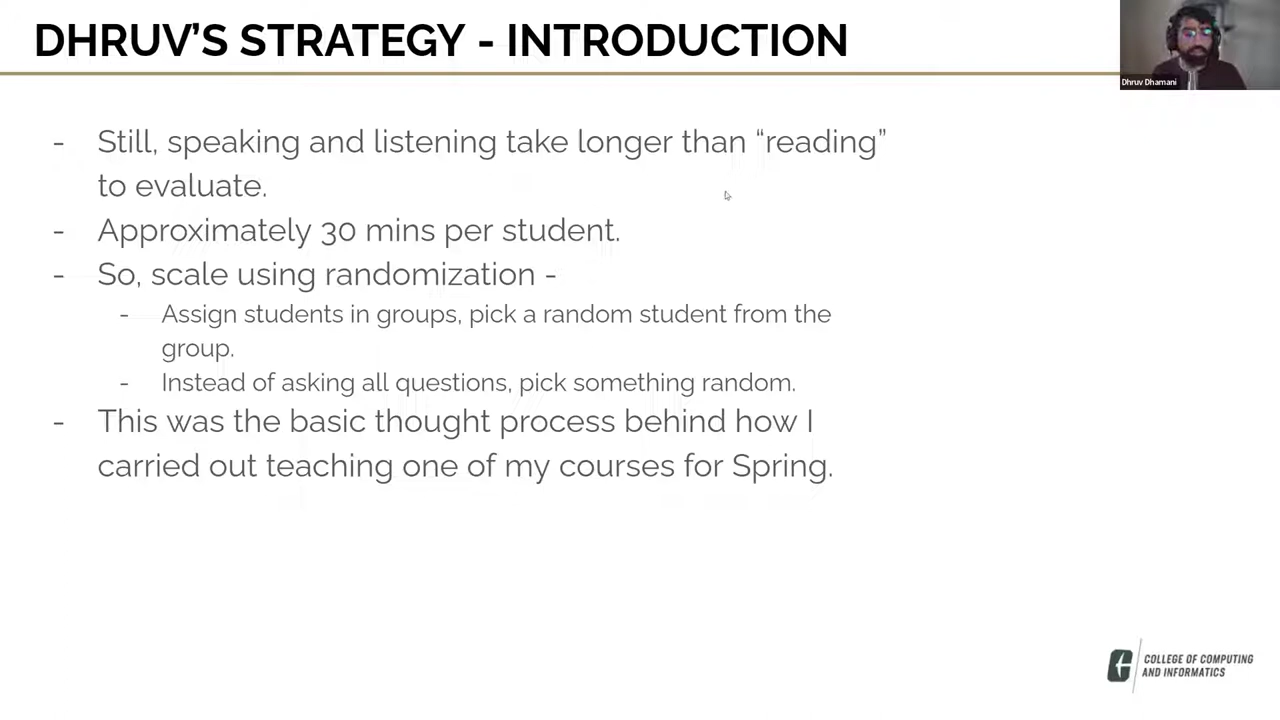 DHRUV'S STRATEGY - INTRODUCTION
Dhruv Dhamani
- Still, speaking and listening take longer than “reading”
to evaluate.
- Approximately 30 mins per student.
- So, scale using randomization -
- Assign students in groups, pick a random student from the
group.
- Instead of asking all questions, pick something random.
- This was the basic thought process behind how I
carried out teaching one of my courses for Spring.
COLLEGE OF COMPUTING
AND INFORMATICS